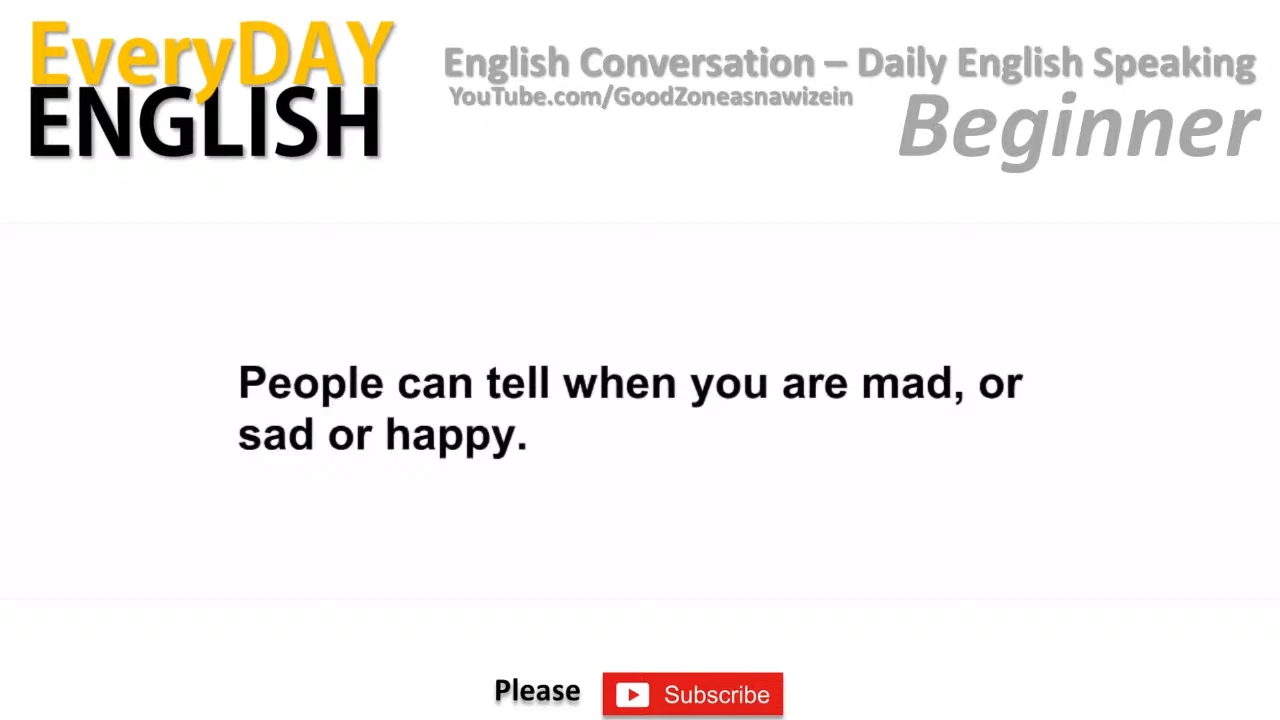 EveryDAY
ENGLISH
English Conversation – Daily English Speaking
YouTube.com/GoodZoneasnawizein
Beginner
People can tell when you are mad, or
sad or happy.
Please
Subscribe